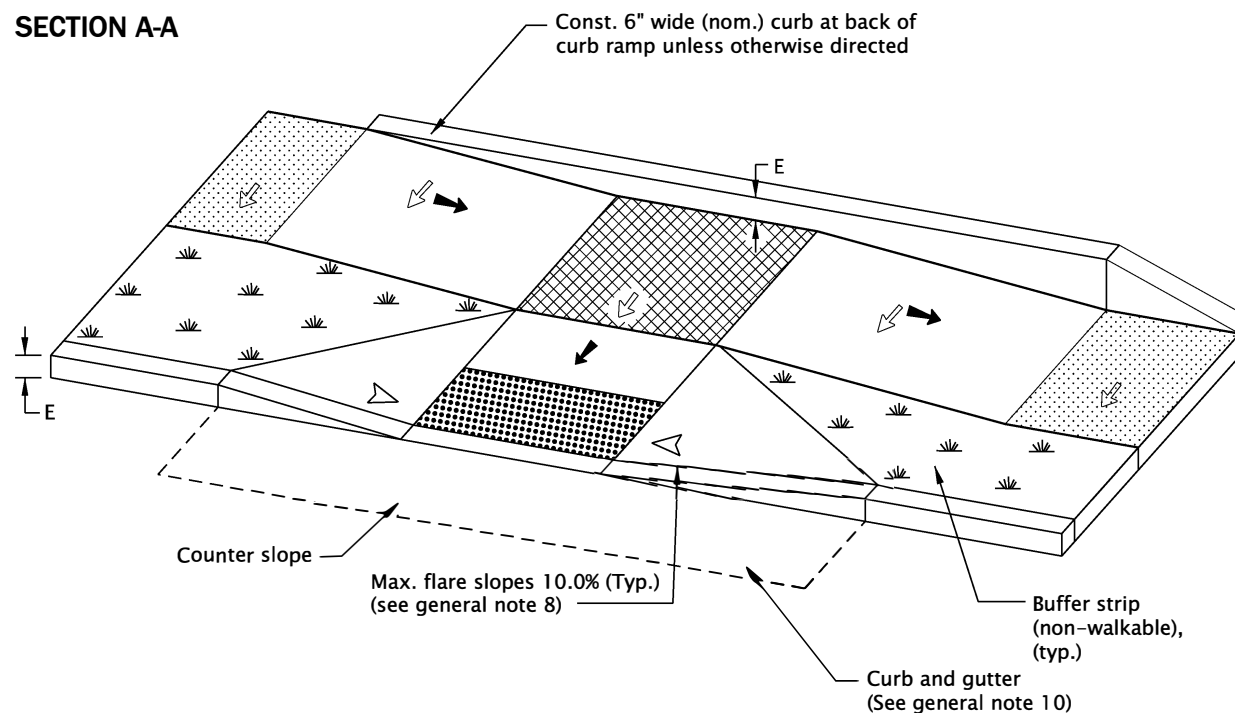 SECTION A-A
Const. 6" wide (nom.) curb at back of
curb ramp unless otherwise directed
E
E
Counter slope
Max. flare slopes 10.0% (Typ.)
(see general note 8)
Buffer strip
(non-walkable),
(typ.)
Curb and gutter
(See general note 10)